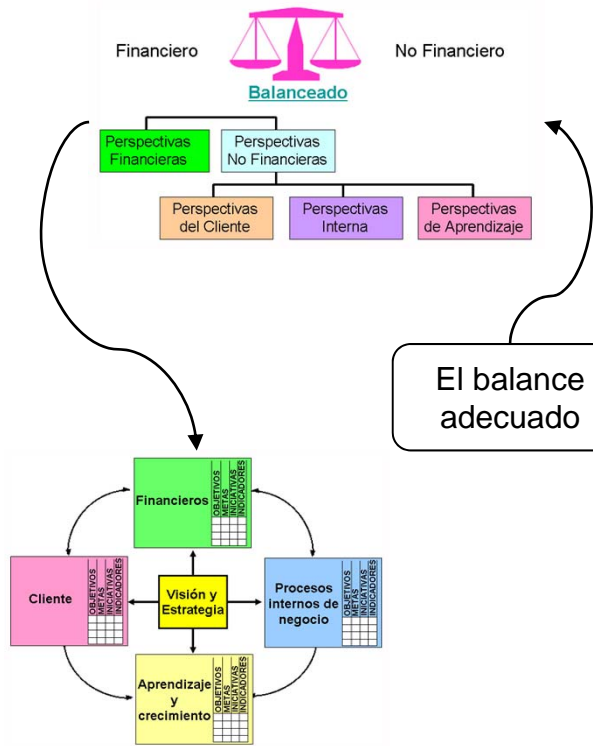 Financiero
No Financiero
Balanceado
Perspectivas
Financieras
Perspectivas
No Financieras
Perspectivas
del Cliente
Perspectivas
Interna
Perspectivas
de Aprendizaje
El balance
adecuado
Financieros
OBJETIVOS
METAS
INICIATIVAS
INDICADORES
Cliente
OBJETIVOS
METAS
INICIATIVAS
INDICADORES
Visión y
Estrategia
Procesos
internos de
negocio
OBJETIVOS
METAS
INICIATIVAS
INDICADORES
Aprendizaje
y
crecimiento
OBJETIVOS
METAS
INICIATIVAS
INDICADORES